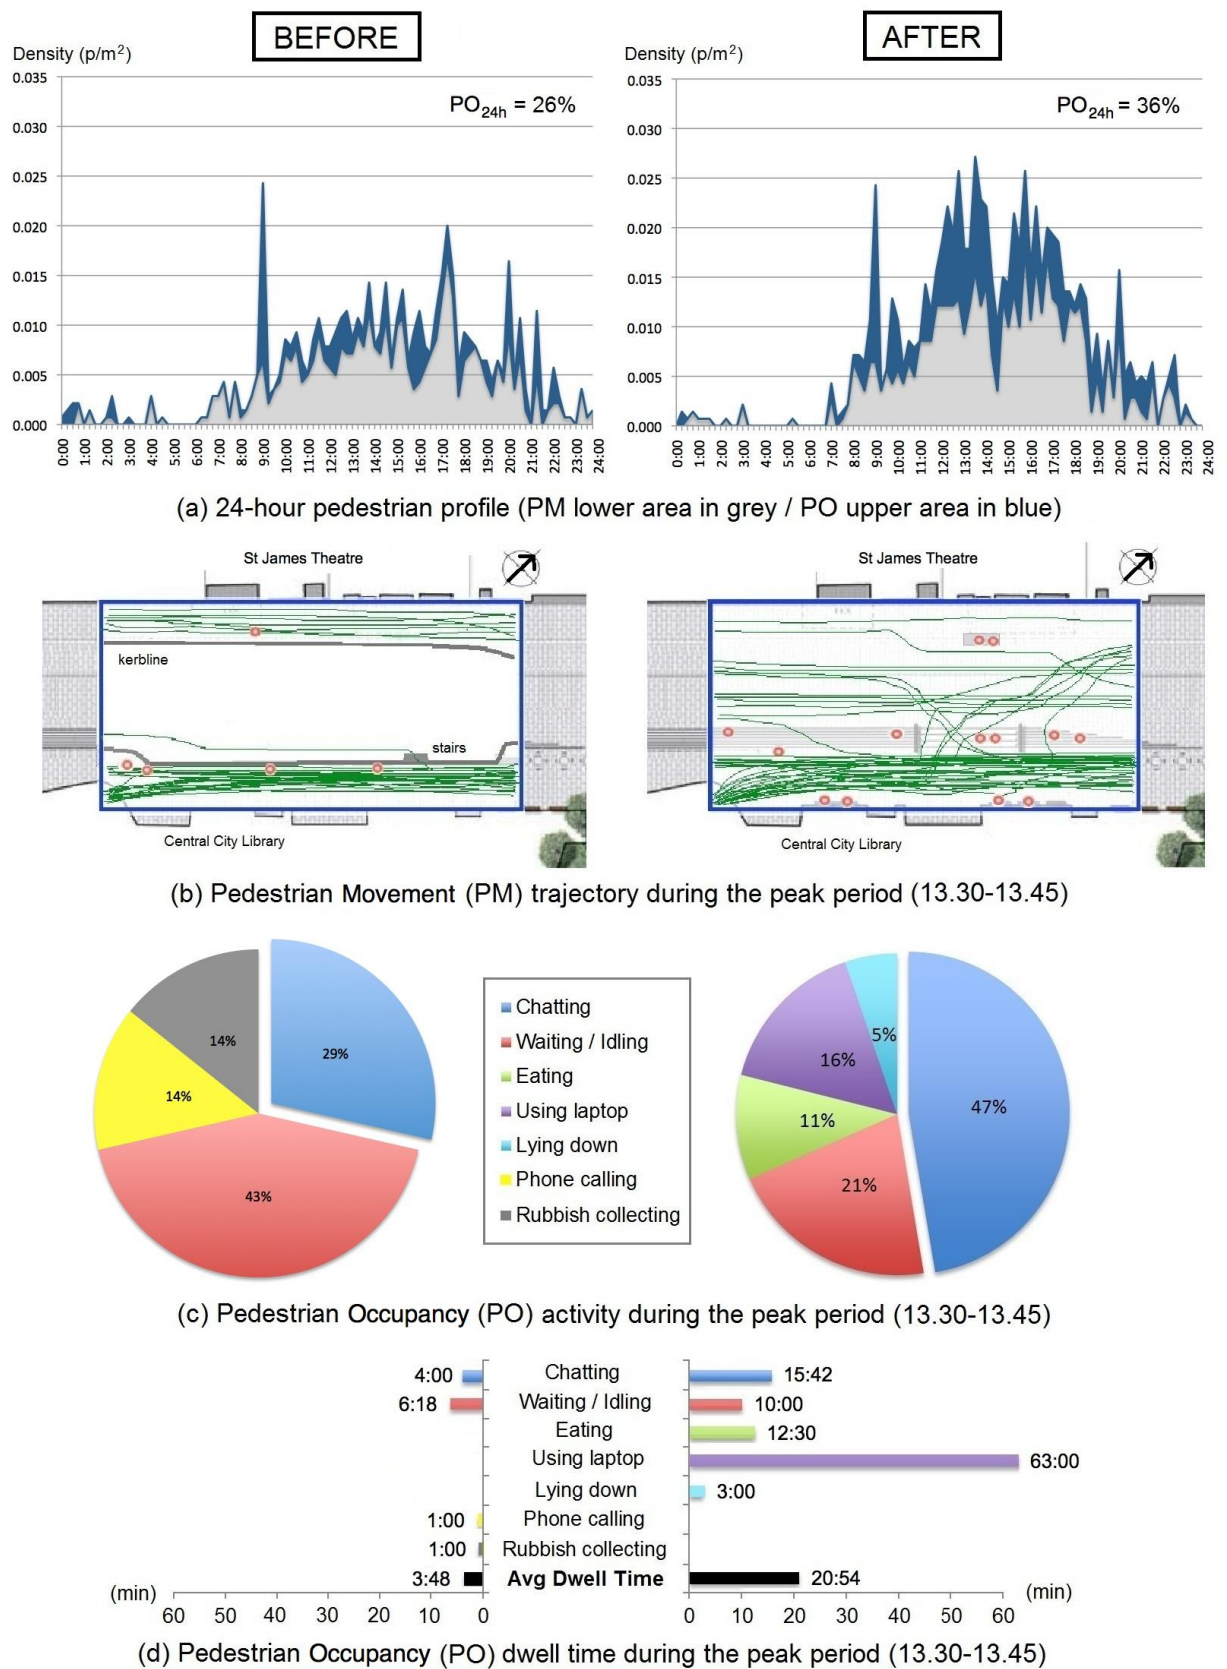 BEFORE
AFTER
Density (p/m²)
Density (p/m²)
0.035
0.030
0.025
0.020
0.015
0.010
0.005
0.000
PO24h = 26%
0:00 1:00 2:00 3:00 4:00 5:00 6:00 7:00 8:00 9:00 10:00 11:00 12:00 13:00 14:00 15:00 16:00 17:00 18:00 19:00 20:00 21:00 22:00 23:00 24:00
0.035
0.030
0.025
0.020
0.015
0.010
0.005
0.000
PO24h = 36%
0:00 1:00 2:00 3:00 4:00 5:00 6:00 7:00 8:00 9:00 10:00 11:00 12:00 13:00 14:00 15:00 16:00 17:00 18:00 19:00 20:00 21:00 22:00 23:00 24:00
(a) 24-hour pedestrian profile (PM lower area in grey / PO upper area in blue)
St James Theatre
kerbline
stairs
Central City Library
St James Theatre
Central City Library
(b) Pedestrian Movement (PM) trajectory during the peak period (13.30-13.45)
14%
29%
14%
43%
Chatting
Waiting / Idling
Eating
Using laptop
Lying down
Phone calling
Rubbish collecting
5%
16%
47%
11%
21%
(c) Pedestrian Occupancy (PO) activity during the peak period (13.30-13.45)
4:00 Chatting 15:42
6:18 Waiting / Idling 10:00
Eating 12:30
Using laptop 63:00
Lying down 3:00
1:00 Phone calling
1:00 Rubbish collecting
3:48 Avg Dwell Time 20:54
(min) 60 50 40 30 20 10 0
0 10 20 30 40 50 60 (min)
(d) Pedestrian Occupancy (PO) dwell time during the peak period (13.30-13.45)